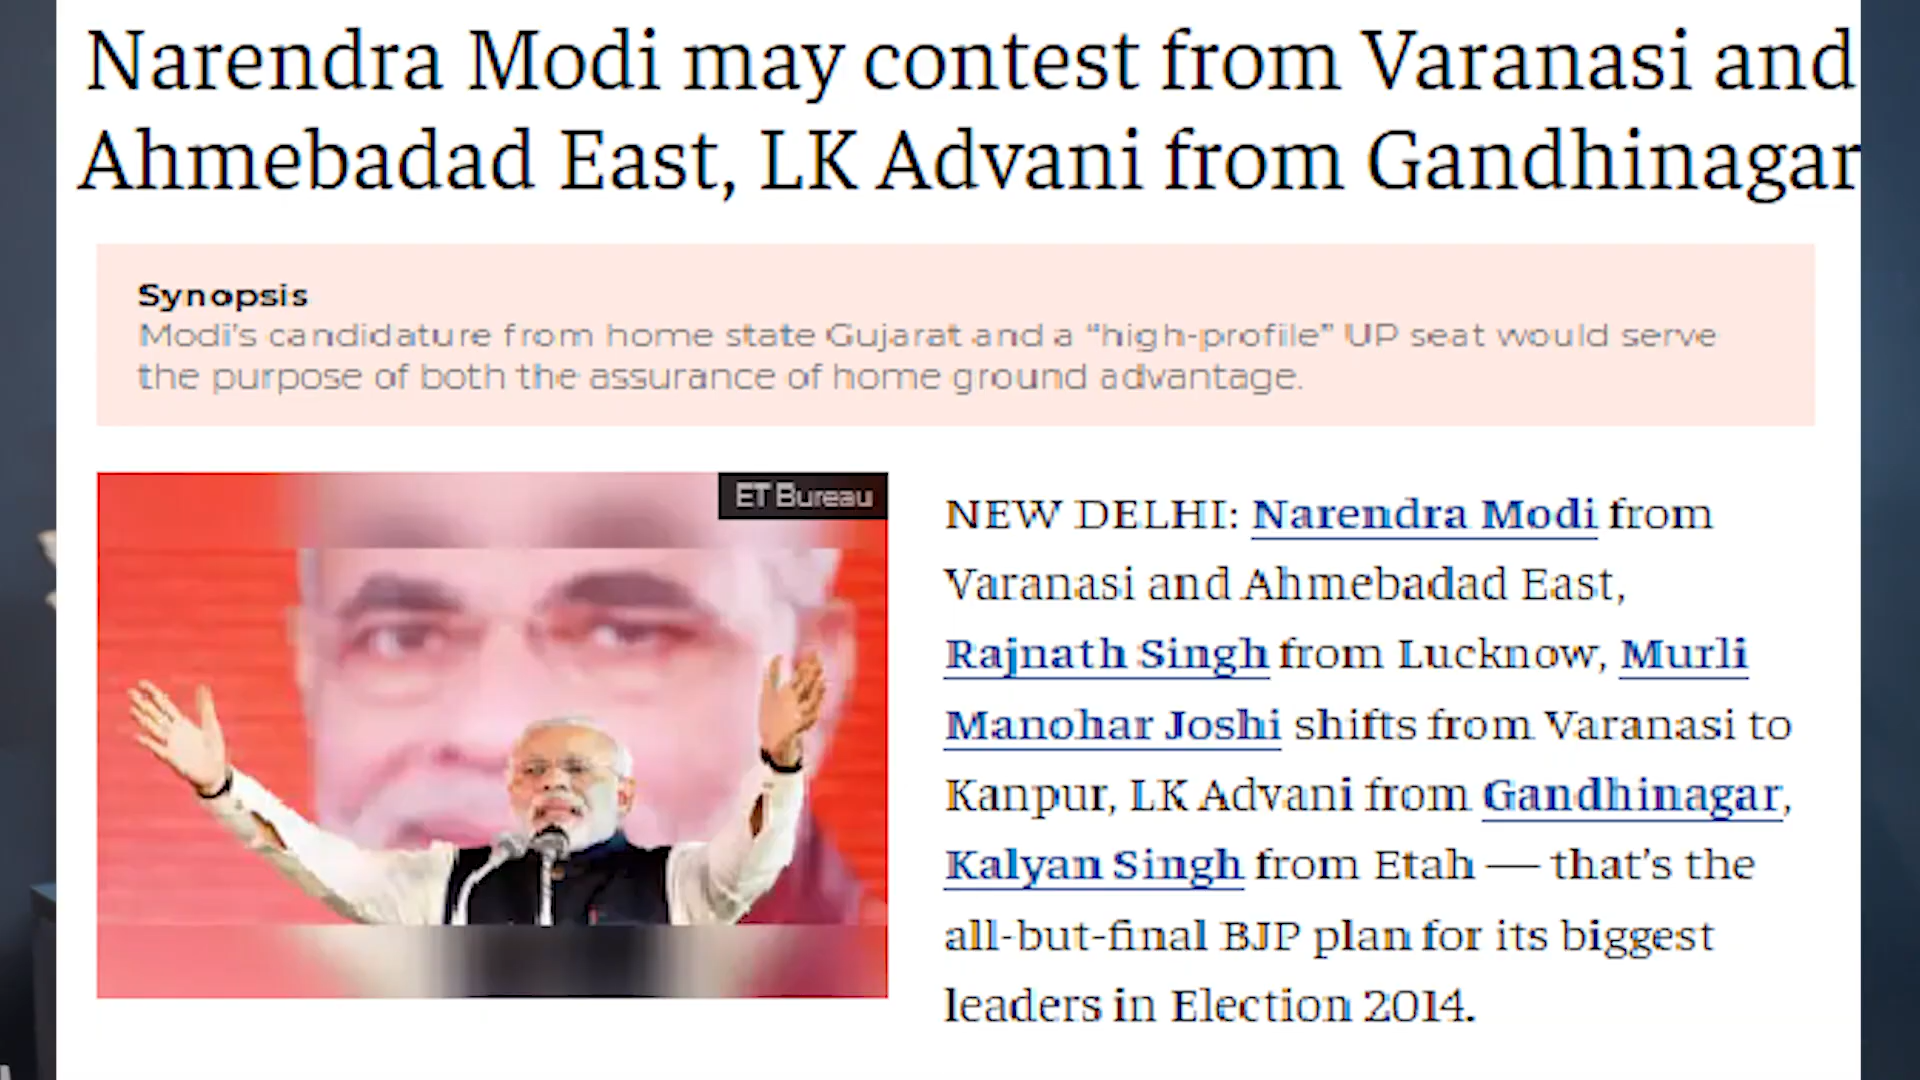 Narendra Modi may contest from Varanasi and
Ahmebadad East, LK Advani from Gandhinagar
Synopsis
Modi's candidature from home state Gujarat and a “high-profile” UP seat would serve
the purpose of both the assurance of home ground advantage.
ET Bureau
NEW DELHI: Narendra Modi from
Varanasi and Ahmebadad East,
Rajnath Singh from Lucknow, Murli
Manohar Joshi shifts from Varanasi to
Kanpur, LK Advani from Gandhinagar,
Kalyan Singh from Etah — that's the
all-but-final BJP plan for its biggest
leaders in Election 2014.